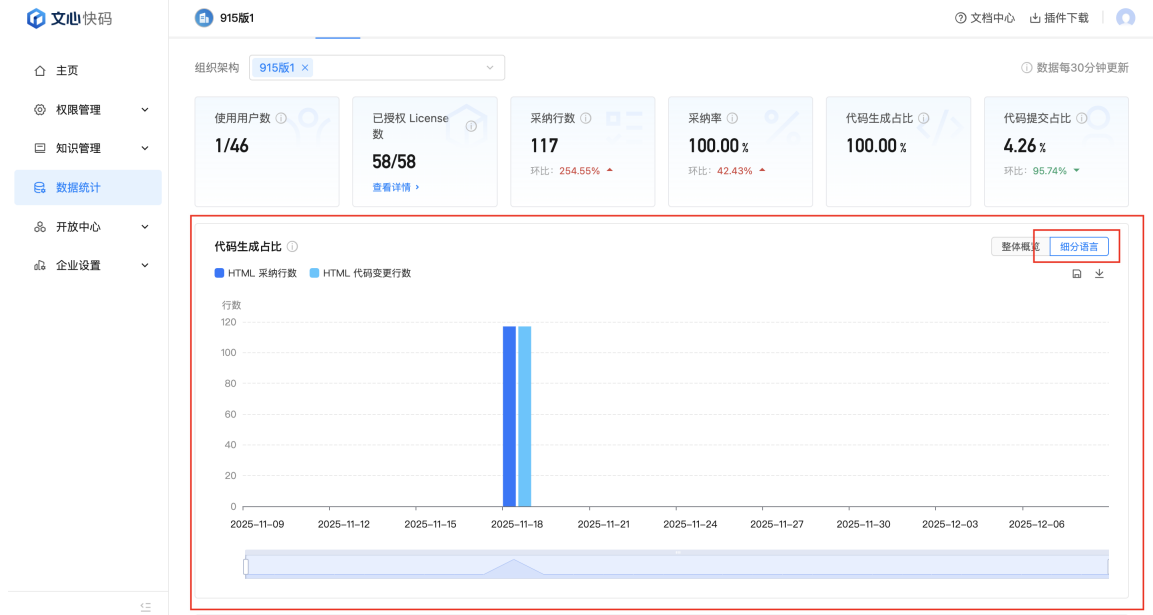 文心快码
915版1
文档中心
插件下载
主页
权限管理
知识管理
数据统计
开放中心
企业设置
组织架构
915版1 ×
数据每30分钟更新
使用用户数
1/46
已授权 License 数
58/58
查看详情 ›
采纳行数
117
环比: 254.55%
采纳率
100.00 %
环比: 42.43%
代码生成占比
100.00 %
代码提交占比
4.26 %
环比: 95.74%
代码生成占比
整体概览
细分语言
HTML 采纳行数
HTML 代码变更行数
行数
120
100
80
60
40
20
0
2025-11-09
2025-11-12
2025-11-15
2025-11-18
2025-11-21
2025-11-24
2025-11-27
2025-11-30
2025-12-03
2025-12-06